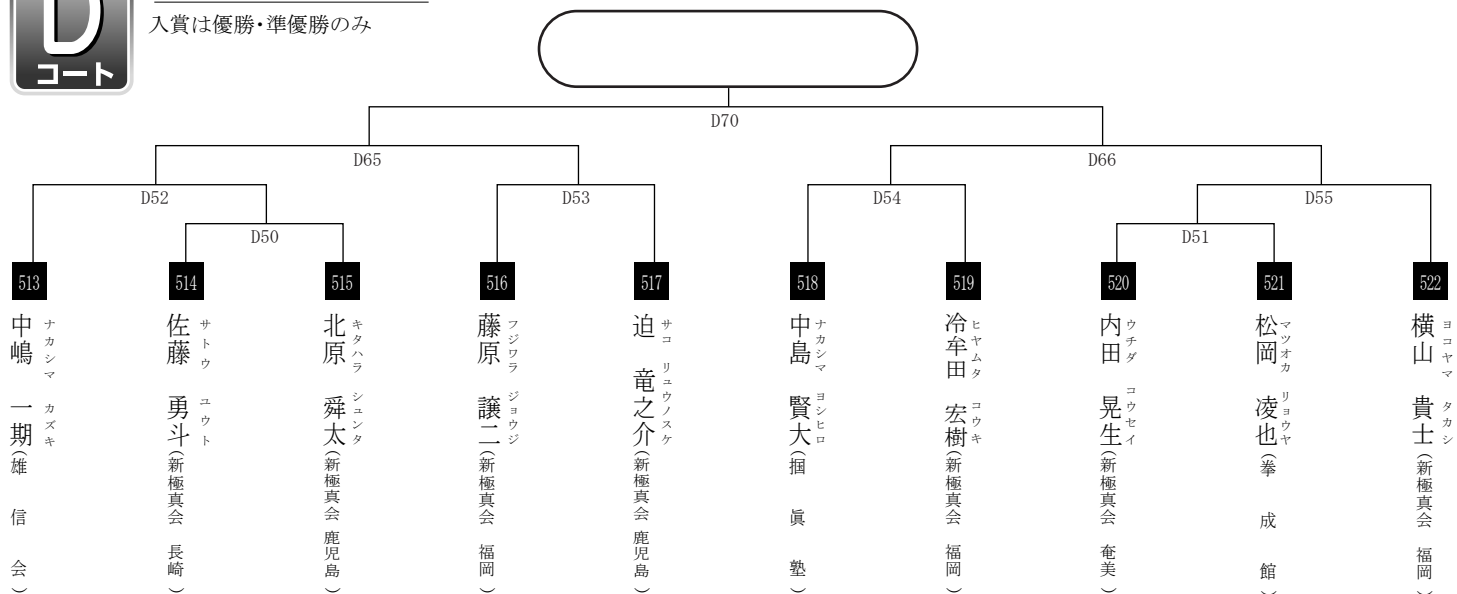 D
コート
入賞は優勝・準優勝のみ
D70
D65
D66
D52
D53
D54
D55
D50
D51
513
514
515
516
517
518
519
520
521
522
中嶋 一期(雄信会)
ナカシマ カズキ
佐藤 勇斗(新極真会 長崎)
サトウ ユウト
北原 舜太(新極真会 鹿児島)
キタハラ シュンタ
藤原 譲二(新極真会 福岡)
フジワラ ジョウジ
迫 竜之介(新極真会 鹿児島)
サコ リュウノスケ
中島 賢大(掴眞塾)
ナカシマ ヨシヒロ
冷牟田 宏樹(新極真会 福岡)
ヒヤムタ コウキ
内田 晃生(新極真会 奄美)
ウチダ コウセイ
松岡 凌也(拳成館)
マツオカ リョウヤ
横山 貴士(新極真会 福岡)
ヨコヤマ タカシ